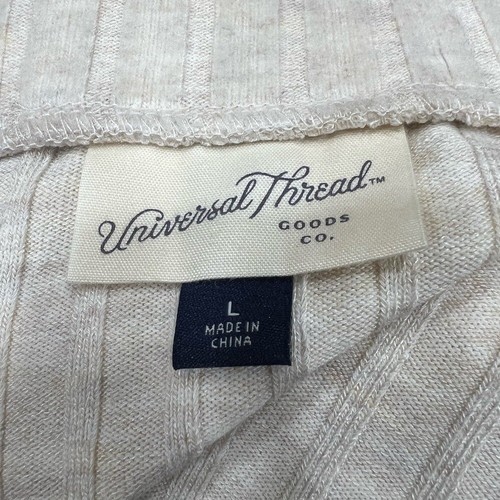 Universal Thread™
GOODS
CO.
L
MADE IN
CHINA